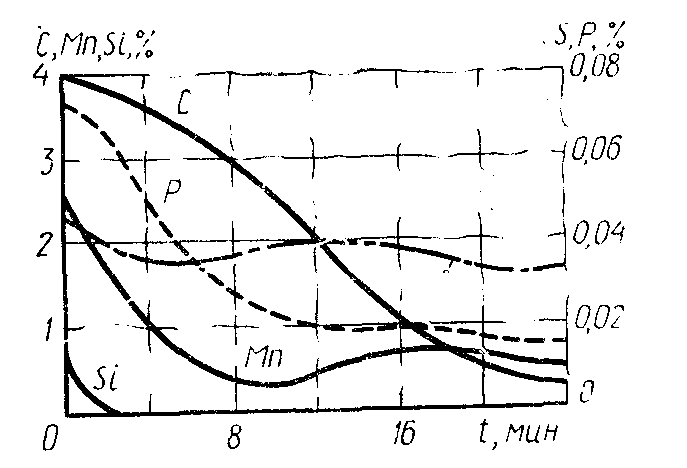 C, Mn, Si, %
S, P, %
4
0,08
C
3
0,06
P
2
0,04
1
0,02
Mn
Si
0
0
8
16
t, мин